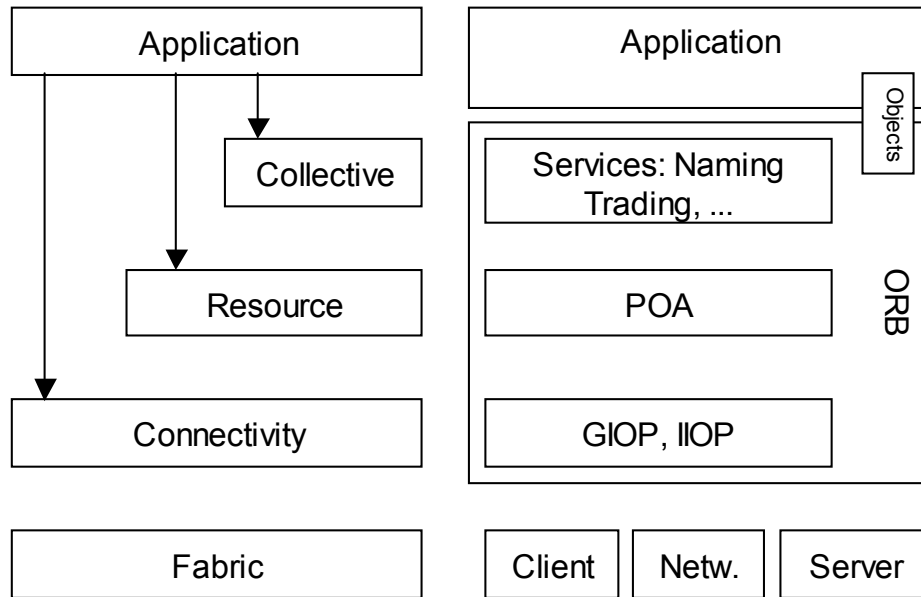 Application
Collective
Resource
Connectivity
Fabric
Application
Objects
Services: Naming
Trading, ...
POA
ORB
GIOP, IIOP
Client
Netw.
Server